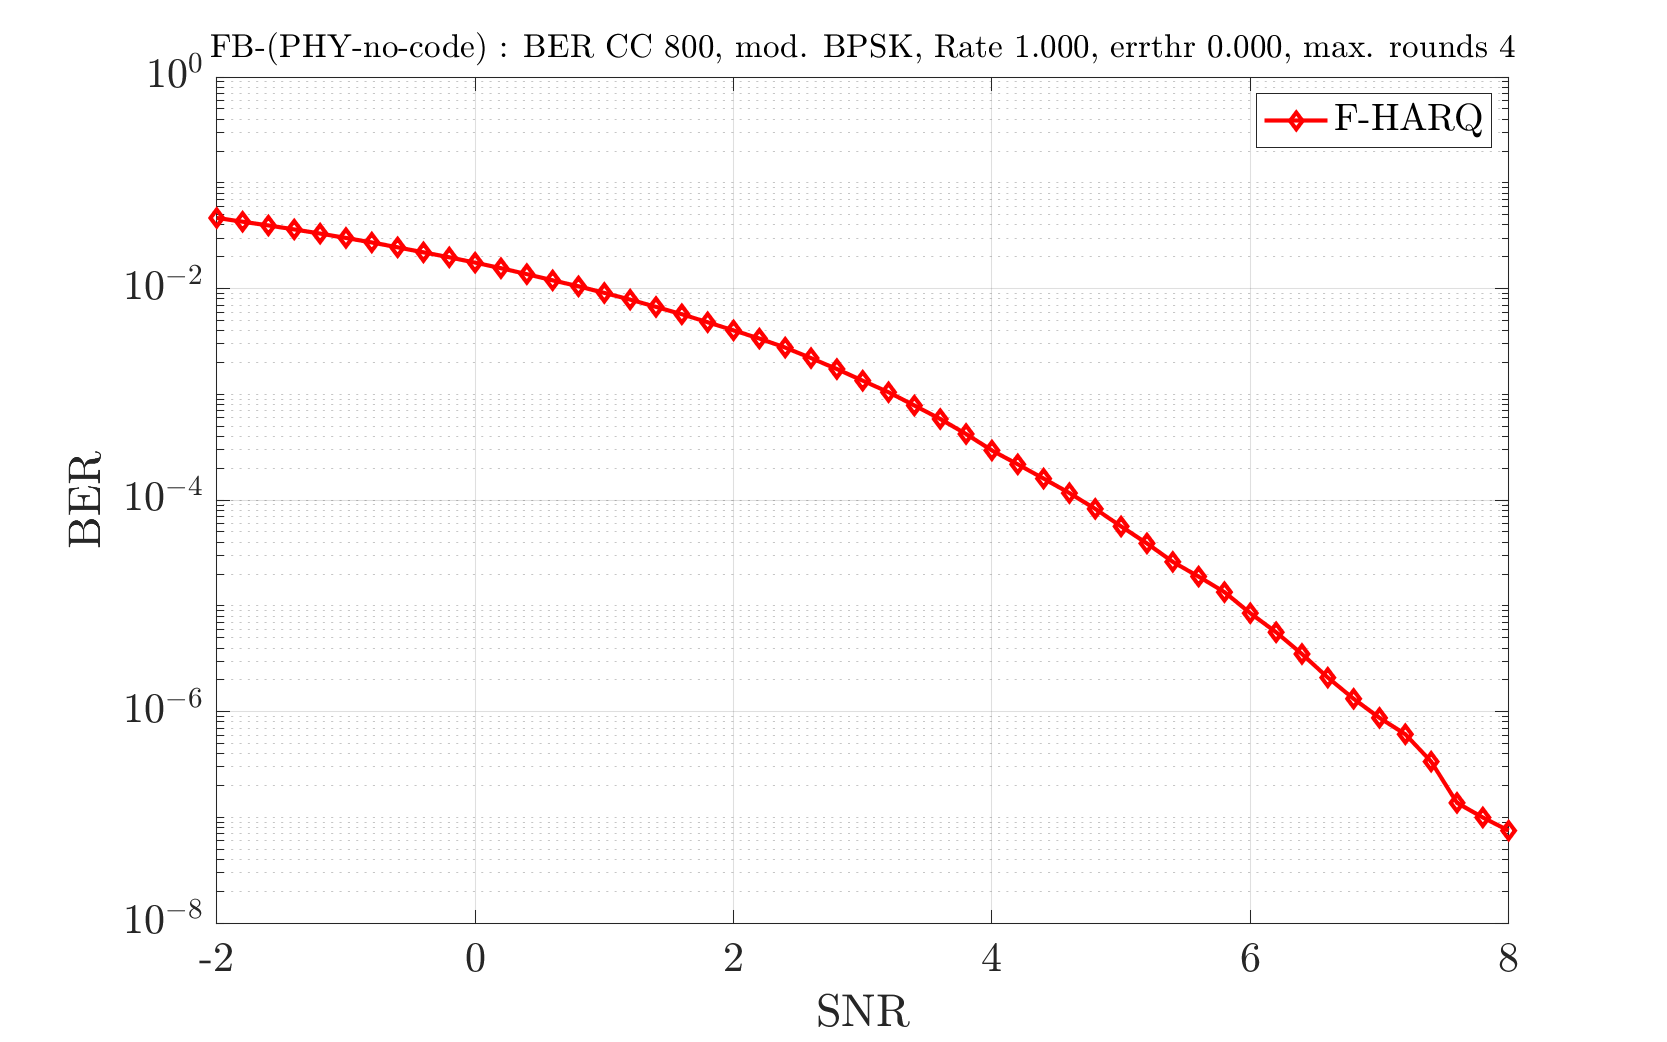 FB-(PHY-no-code) : BER CC 800, mod. BPSK, Rate 1.000, errthr 0.000, max. rounds 4
10^0
F-HARQ
10^-2
10^-4
BER
10^-6
10^-8
-2 0 2 4 6 8
SNR